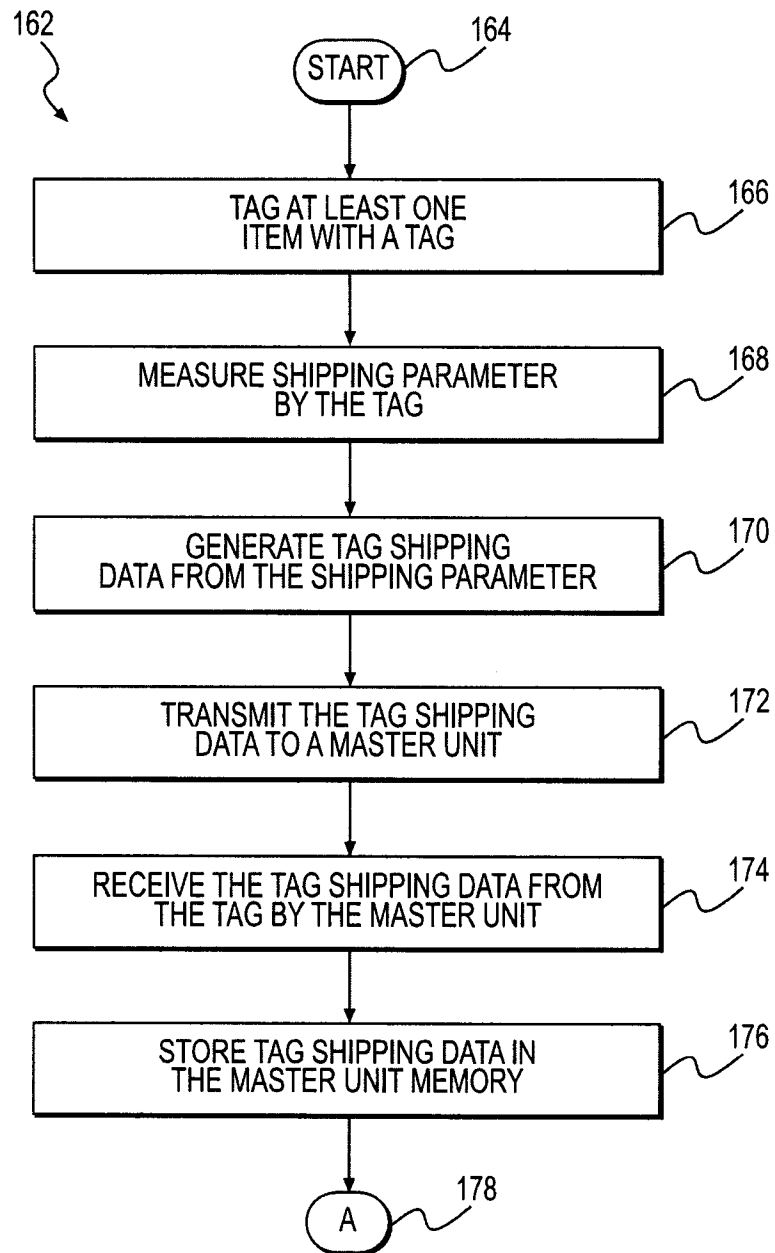 162
START
164
TAG AT LEAST ONE
ITEM WITH A TAG
166
MEASURE SHIPPING PARAMETER
BY THE TAG
168
GENERATE TAG SHIPPING
DATA FROM THE SHIPPING PARAMETER
170
TRANSMIT THE TAG SHIPPING
DATA TO A MASTER UNIT
172
RECEIVE THE TAG SHIPPING DATA FROM
THE TAG BY THE MASTER UNIT
174
STORE TAG SHIPPING DATA IN
THE MASTER UNIT MEMORY
176
A
178